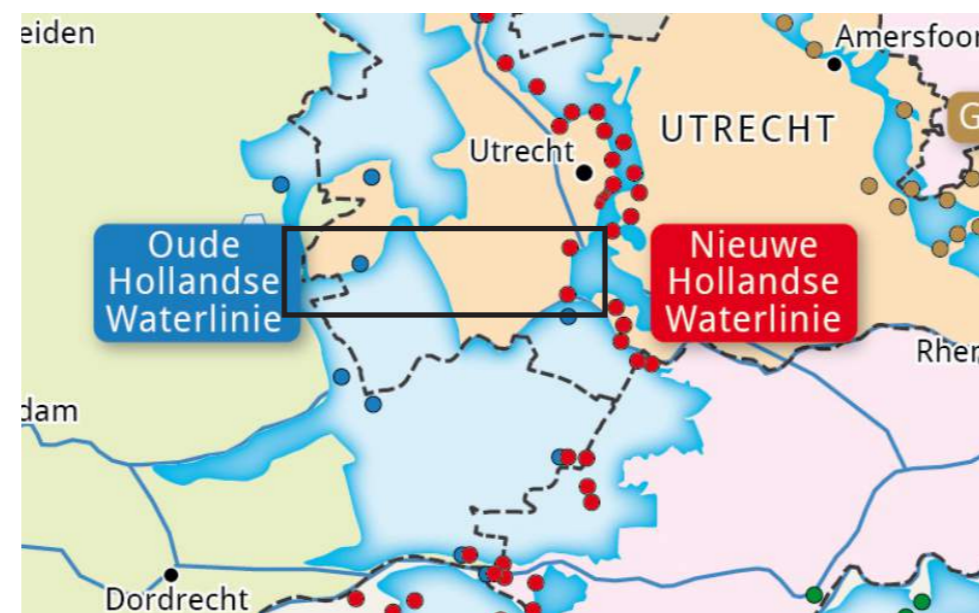 eiden
Amersfoor
G
UTRECHT
Utrecht
Oude
Hollandse
Waterlinie
Nieuwe
Hollandse
Waterlinie
Rhen
dam
Dordrecht